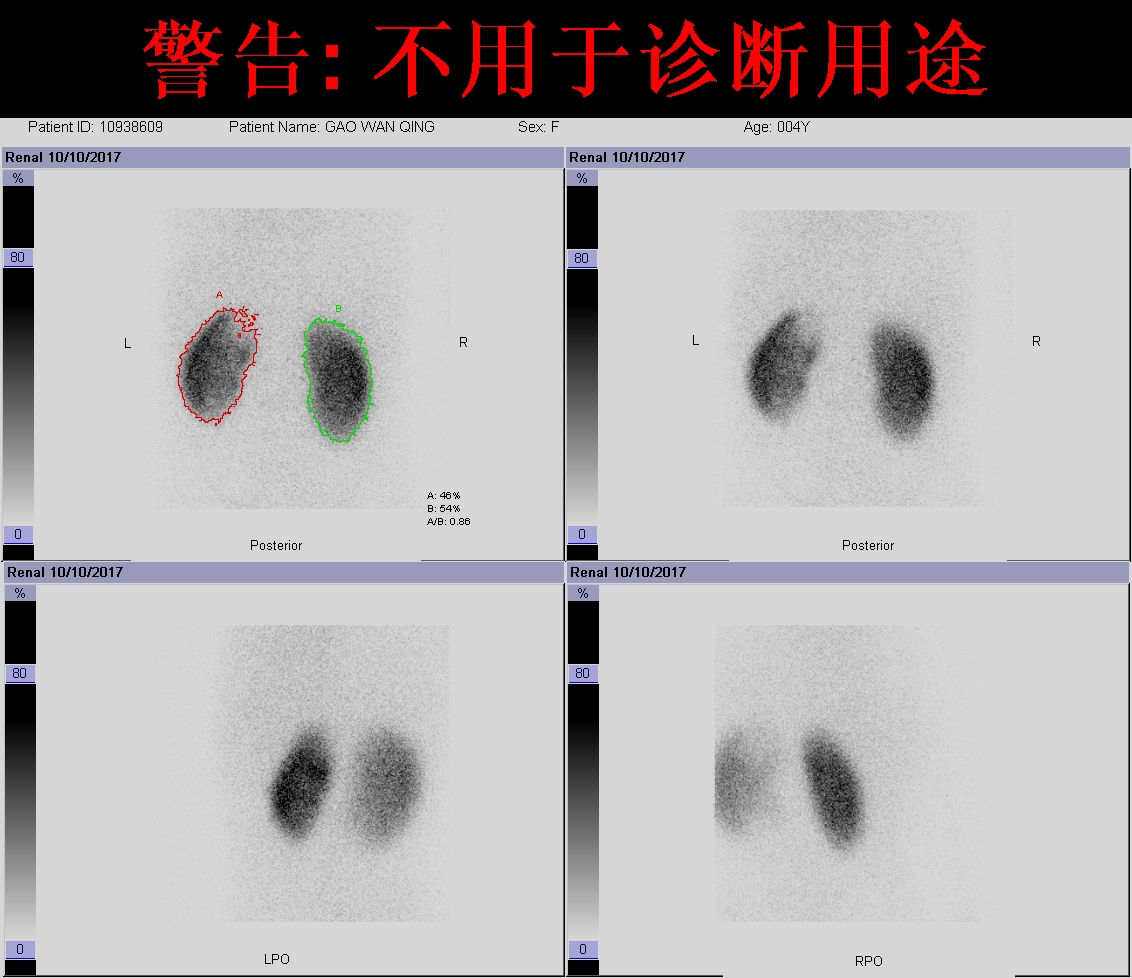 警告: 不用于诊断用途
Patient ID: 10938609 Patient Name: GAO WAN QING Sex: F Age: 004Y
Renal 10/10/2017
%
80
A
B
L
R
A: 46%
B: 54%
A/B: 0.86
0
Posterior
Renal 10/10/2017
%
80
L
R
0
Posterior
Renal 10/10/2017
%
80
0
LPO
Renal 10/10/2017
%
80
0
RPO